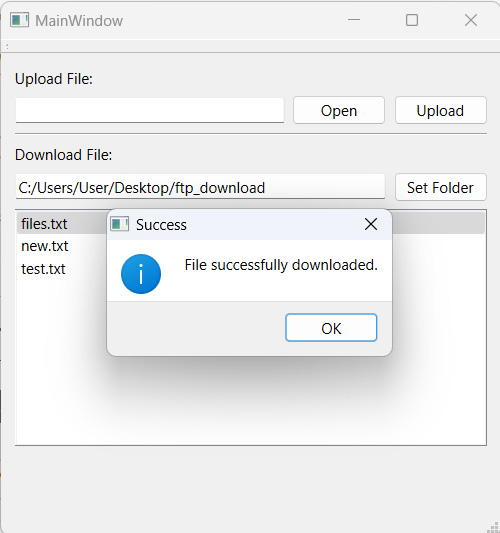 MainWindow
Upload File:
Open Upload
Download File:
C:/Users/User/Desktop/ftp_download Set Folder
files.txt
new.txt
test.txt
Success
File successfully downloaded.
OK